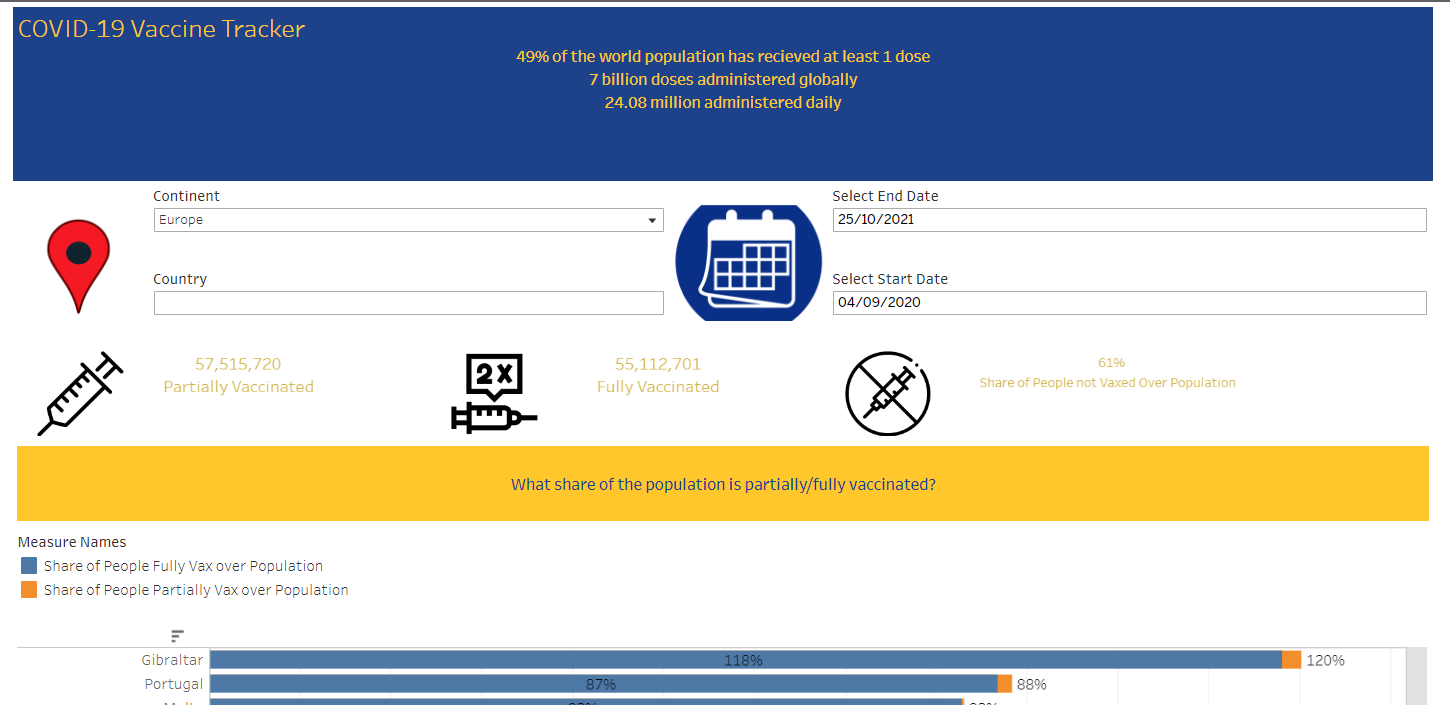 COVID-19 Vaccine Tracker
49% of the world population has recieved at least 1 dose
7 billion doses administered globally
24.08 million administered daily
Continent
Europe
Country
Select End Date
25/10/2021
Select Start Date
04/09/2020
57,515,720
Partially Vaccinated
2X
55,112,701
Fully Vaccinated
61%
Share of People not Vaxed Over Population
What share of the population is partially/fully vaccinated?
Measure Names
Share of People Fully Vax over Population
Share of People Partially Vax over Population
Gibraltar 118% 120%
Portugal 87% 88%